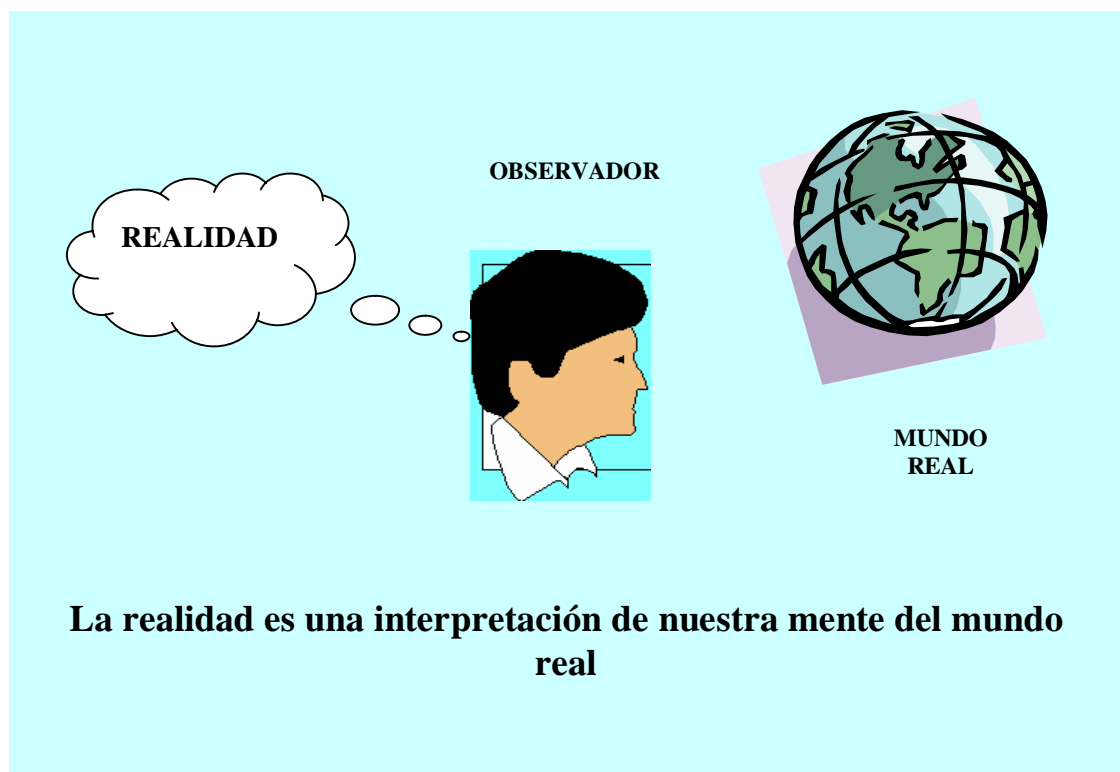 OBSERVADOR
REALIDAD
MUNDO
REAL
La realidad es una interpretación de nuestra mente del mundo
real